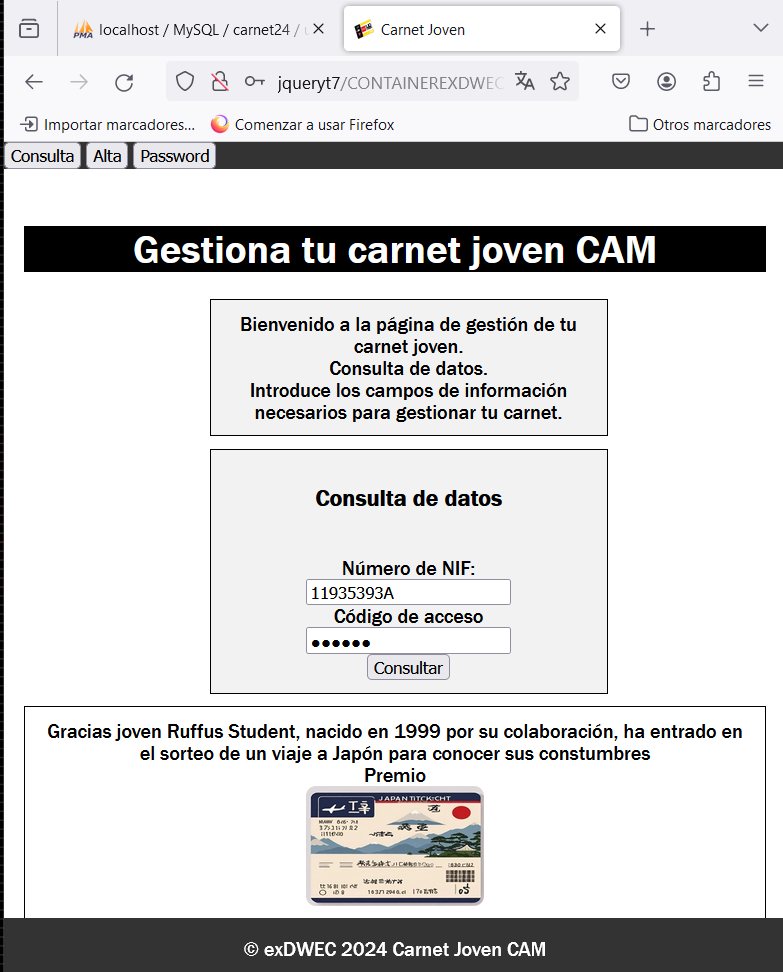 localhost / MySQL / carnet24 /
Carnet Joven
jqueryt7/CONTAINEREXDWEC
Importar marcadores...
Comenzar a usar Firefox
Otros marcadores
Consulta Alta Password
Gestiona tu carnet joven CAM
Bienvenido a la página de gestión de tu
carnet joven.
Consulta de datos.
Introduce los campos de información
necesarios para gestionar tu carnet.
Consulta de datos
Número de NIF:
11935393A
Código de acceso
●●●●●●
Consultar
Gracias joven Ruffus Student, nacido en 1999 por su colaboración, ha entrado en
el sorteo de un viaje a Japón para conocer sus constumbres
Premio
© exDWEC 2024 Carnet Joven CAM